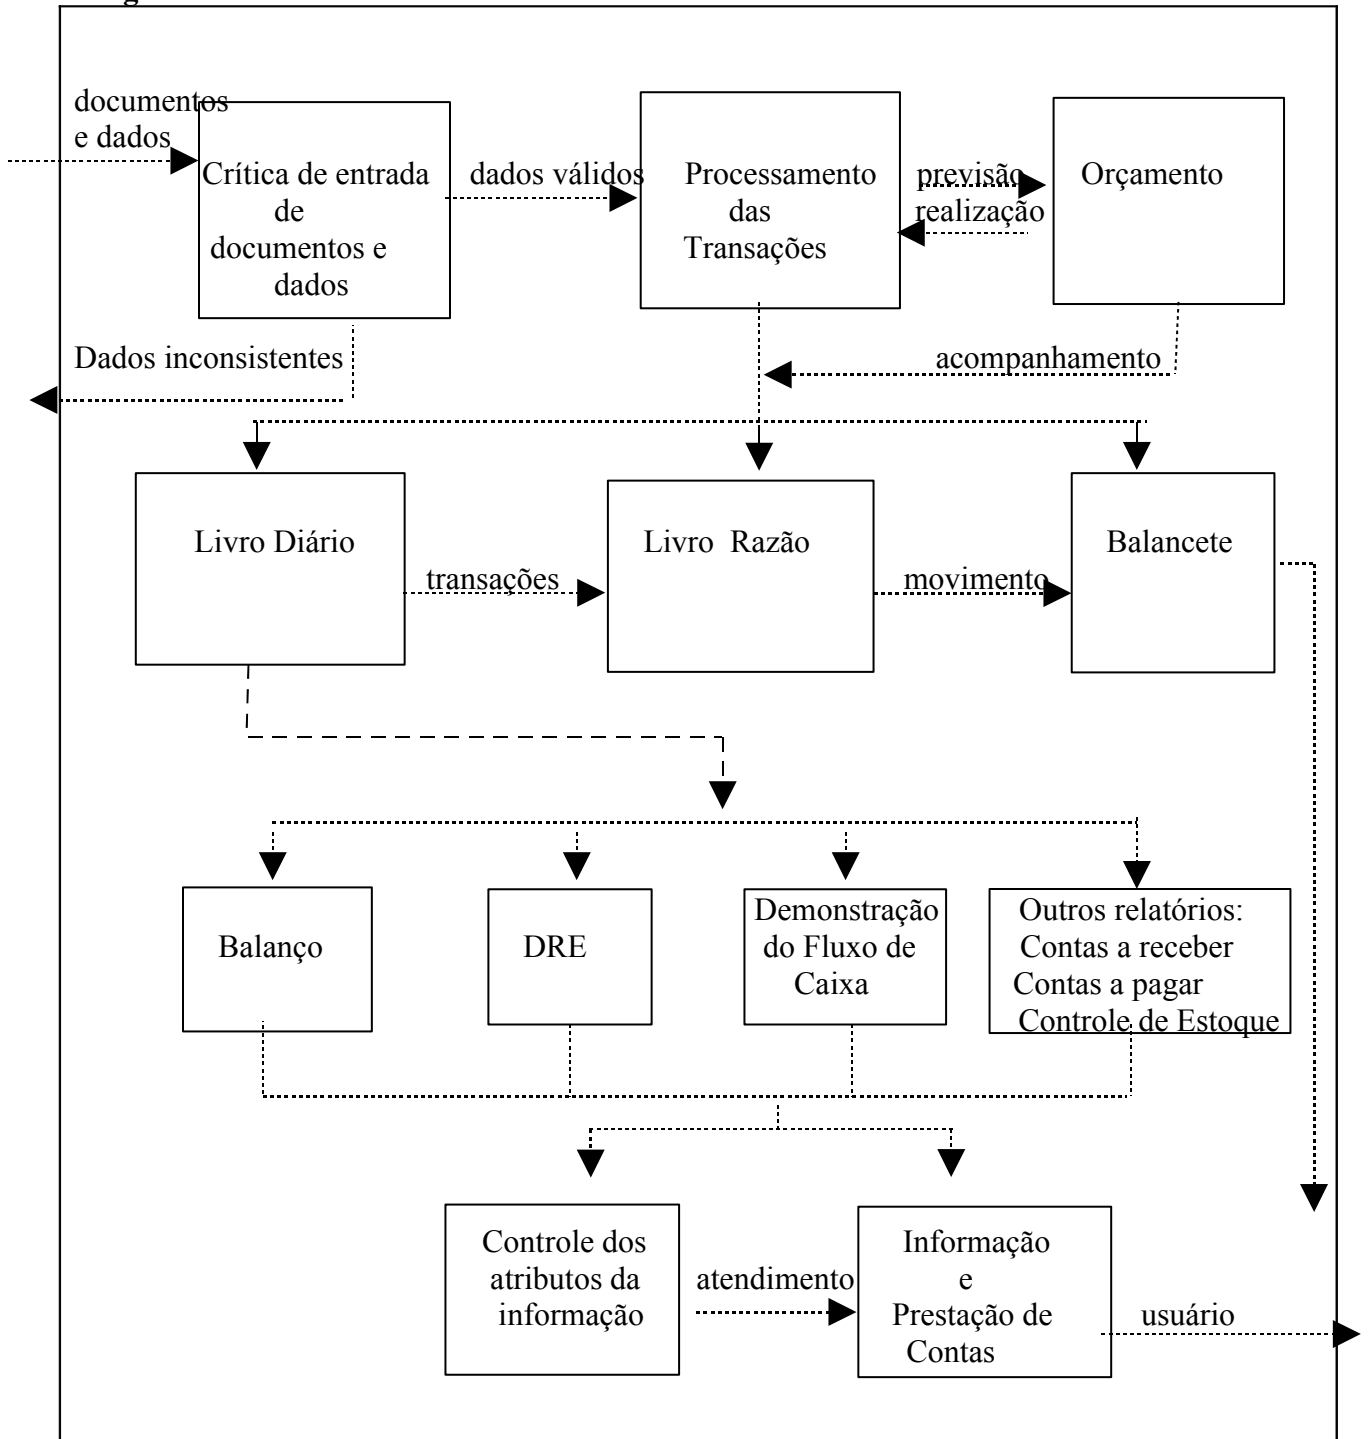 documentos
e dados
Crítica de entrada
de
documentos e
dados
dados válidos
Processamento
das
Transações
previsão
realização
Orçamento
Dados inconsistentes
acompanhamento
Livro Diário
transações
Livro Razão
movimento
Balancete
Balanço
DRE
Demonstração
do Fluxo de
Caixa
Outros relatórios:
Contas a receber
Contas a pagar
Controle de Estoque
Controle dos
atributos da
informação
atendimento
Informação
e
Prestação de
Contas
usuário